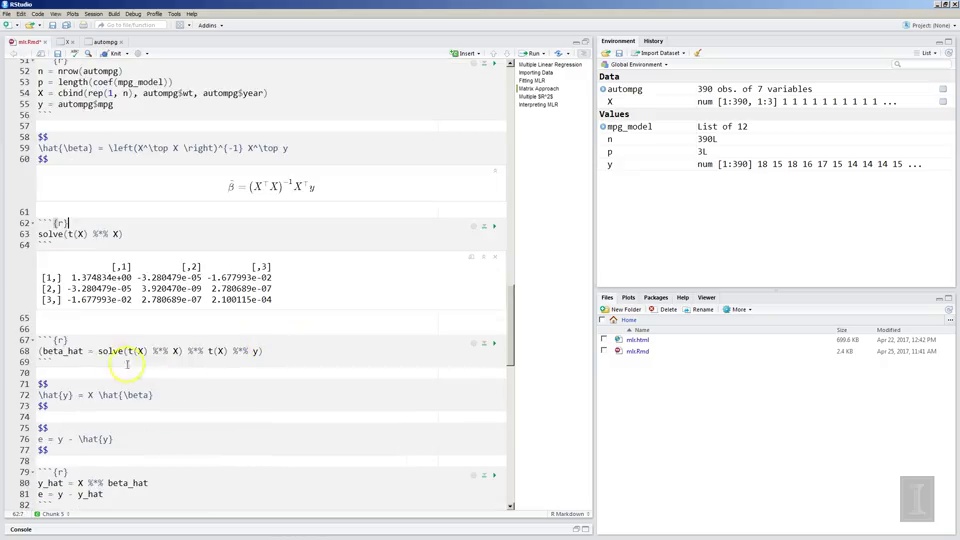 RStudio
File Edit Code View Plots Session Build Debug Profile Tools Help
Go to file/function
Addins
Project: (None)
mlr.Rmd*
X
autompg
Knit
Insert
Run
51 {r}
52 n = nrow(autompg)
53 p = length(coef(mpg_model))
54 X = cbind(rep(1, n), autompg$wt, autompg$year)
55 y = autompg$mpg
56 ```
57
58 $$
59 \hat{\beta} = \left(X^\top X \right)^{-1} X^\top y
60 $$
β̂ = (X⊤X)⁻¹X⊤y
61
62 ```{r}
63 solve(t(X) %*% X)
64 ```
[,1] [,2] [,3]
[1,] 1.374834e+00 -3.280479e-05 -1.677993e-02
[2,] -3.280479e-05 3.920479e-09 2.780689e-07
[3,] -1.677993e-02 2.780689e-07 2.100115e-04
65
66
67 ```{r}
68 (beta_hat = solve(t(X) %*% X) %*% t(X) %*% y)
69 ```
70
71 $$
72 \hat{y} = X \hat{\beta}
73 $$
74
75 $$
76 e = y - \hat{y}
77 $$
78
79 ```{r}
80 y_hat = X %*% beta_hat
81 e = y - y_hat
82 ```
62:7 Chunk 5 R Markdown
Console
Multiple Linear Regression
Importing Data
Fitting MLR
Matrix Approach
Multiple $R^2$
Interpreting MLR
Environment History
Import Dataset
List
Global Environment
Data
autompg 390 obs. of 7 variables
X num [1:390, 1:3] 1 1 1 1 1 1 1 1 1 1 ...
Values
mpg_model List of 12
n 390L
p 3L
y num [1:390] 18 15 18 16 17 15 14 14 14 15 ...
Files Plots Packages Help Viewer
New Folder Delete Rename More
Home
Name Size Modified
mlr.html 699.6 KB Apr 22, 2017, 12:42 PM
mlr.Rmd 2.4 KB Apr 25, 2017, 11:41 AM
I